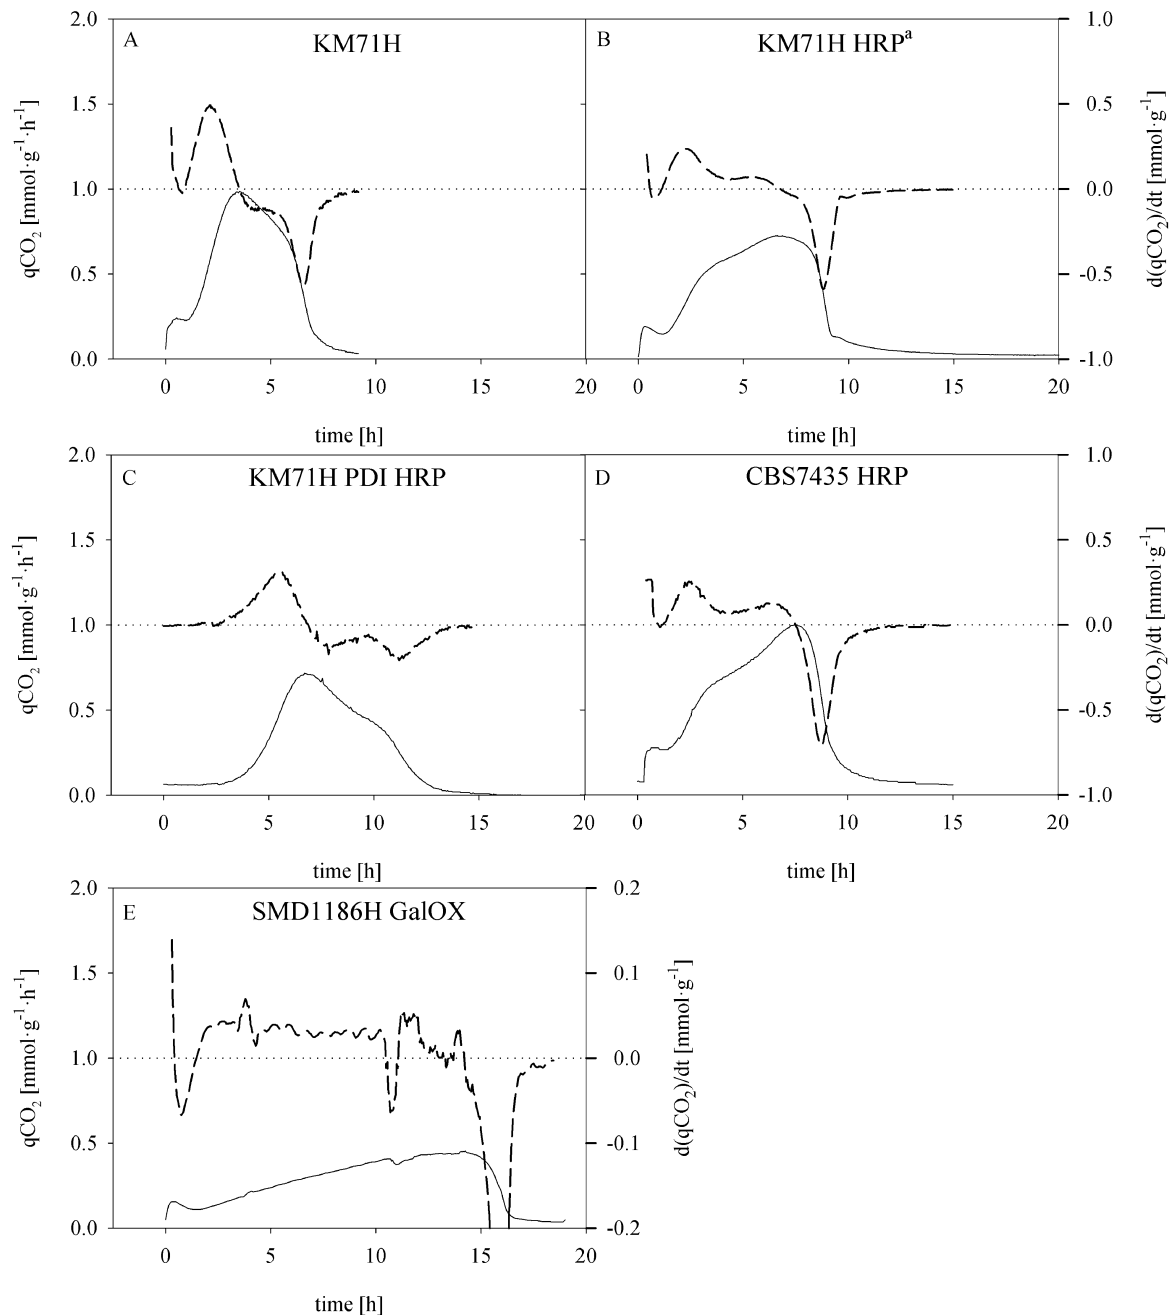 A KM71H
B KM71H HRPᵃ
2.0 1.5 1.0 0.5 0.0
qCO₂ [mmol·g⁻¹·h⁻¹]
1.0 0.5 0.0 -0.5 -1.0
d(qCO₂)/dt [mmol·g⁻¹]
0 5 10 15 20
0 5 10 15 20
time [h]
time [h]
C KM71H PDI HRP
D CBS7435 HRP
2.0 1.5 1.0 0.5 0.0
qCO₂ [mmol·g⁻¹·h⁻¹]
1.0 0.5 0.0 -0.5 -1.0
d(qCO₂)/dt [mmol·g⁻¹]
0 5 10 15 20
0 5 10 15 20
time [h]
time [h]
E SMD1186H GalOX
2.0 1.5 1.0 0.5 0.0
qCO₂ [mmol·g⁻¹·h⁻¹]
0.2 0.1 0.0 -0.1 -0.2
d(qCO₂)/dt [mmol·g⁻¹]
0 5 10 15 20
time [h]